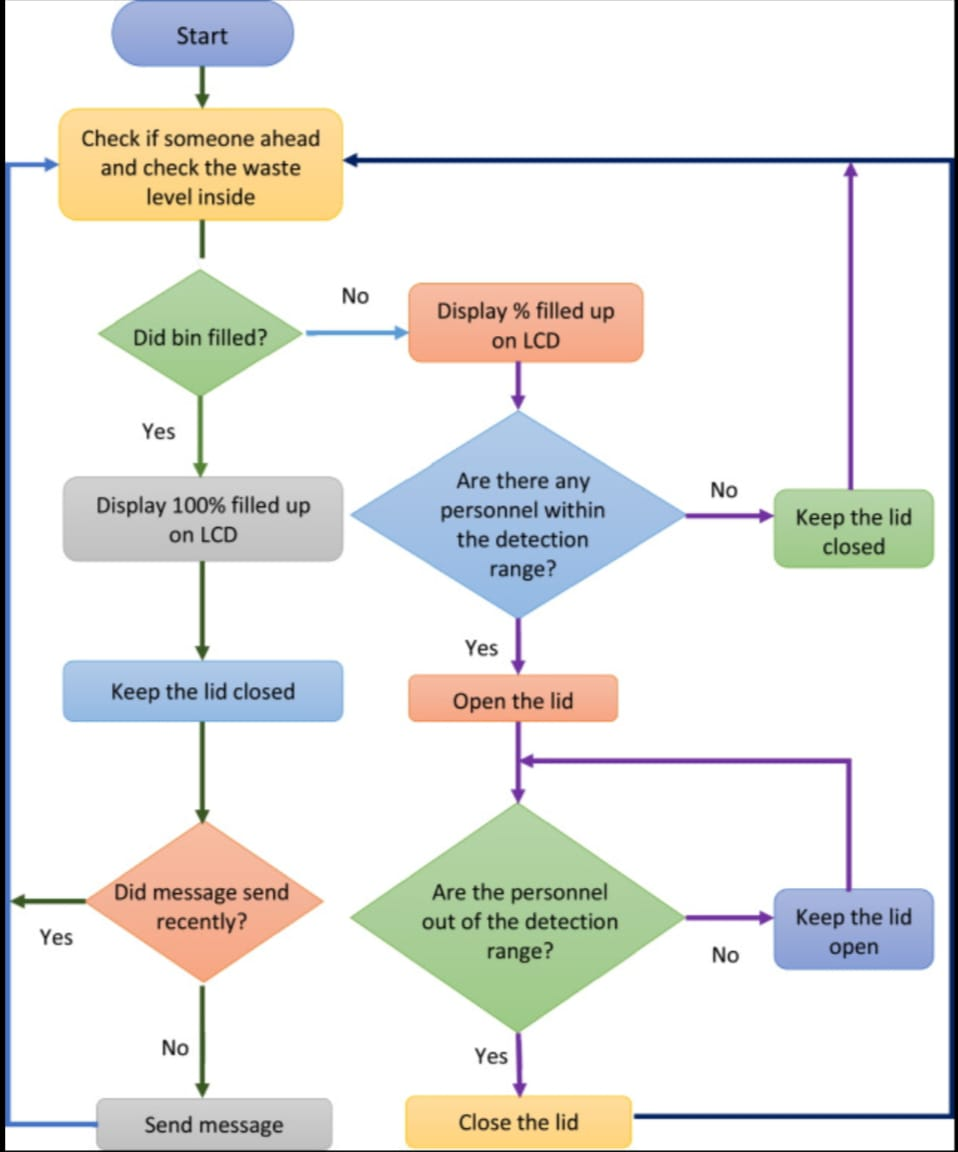 Start
Check if someone ahead
and check the waste
level inside
Did bin filled?
No
Display % filled up
on LCD
Yes
Display 100% filled up
on LCD
Are there any
personnel within
the detection
range?
No
Keep the lid
closed
Yes
Keep the lid closed
Open the lid
Did message send
recently?
Yes
Are the personnel
out of the detection
range?
No
Keep the lid
open
No
Yes
Send message
Close the lid